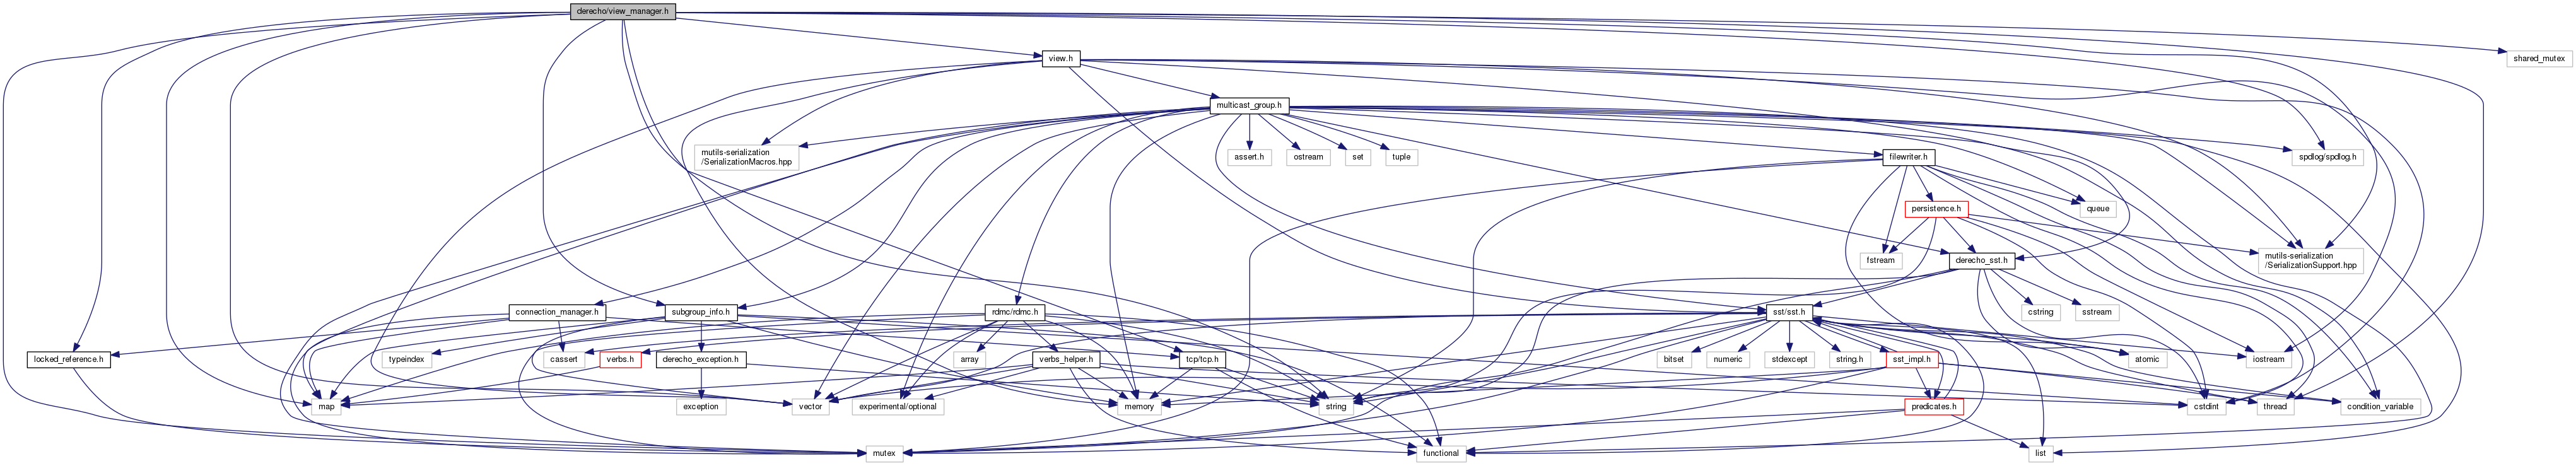 derecho/view_manager.h
view.h
shared_mutex
multicast_group.h
mutils-serialization
/SerializationMacros.hpp
assert.h
ostream
set
tuple
filewriter.h
spdlog/spdlog.h
persistence.h
queue
fstream
derecho_sst.h
mutils-serialization
/SerializationSupport.hpp
connection_manager.h
subgroup_info.h
rdmc/rdmc.h
sst/sst.h
cstring
sstream
locked_reference.h
typeindex
cassert
verbs.h
derecho_exception.h
array
verbs_helper.h
tcp/tcp.h
bitset
numeric
stdexcept
string.h
sst_impl.h
atomic
iostream
map
exception
vector
experimental/optional
memory
string
predicates.h
cstdint
thread
condition_variable
mutex
functional
list